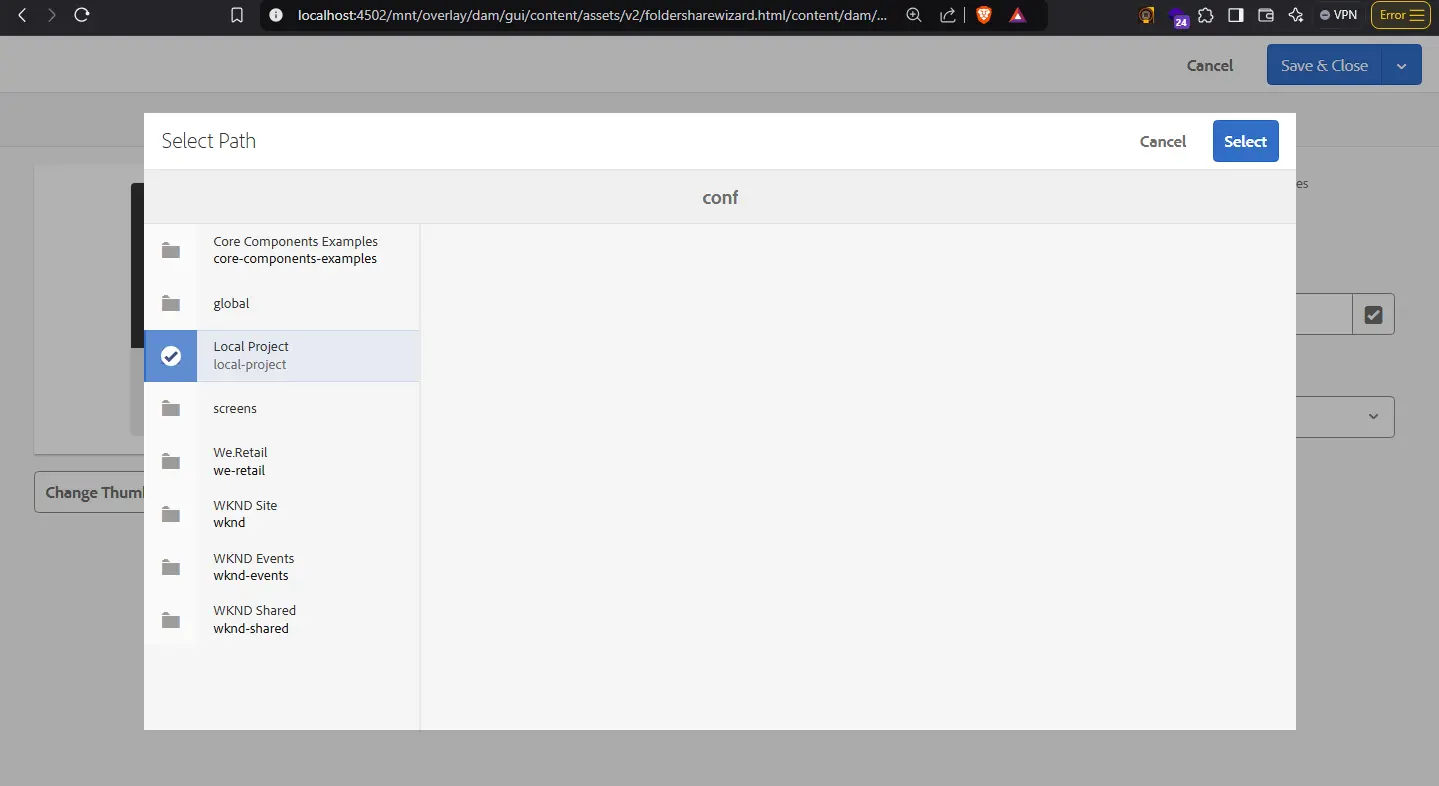 localhost:4502/mnt/overlay/dam/gui/content/assets/v2/foldersharewizard.html/content/dam/...
24
VPN
Error
Cancel
Save & Close
Select Path
Cancel
Select
es
conf
Core Components Examples
core-components-examples
global
Local Project
local-project
screens
We.Retail
we-retail
Change Thum
WKND Site
wknd
WKND Events
wknd-events
WKND Shared
wknd-shared